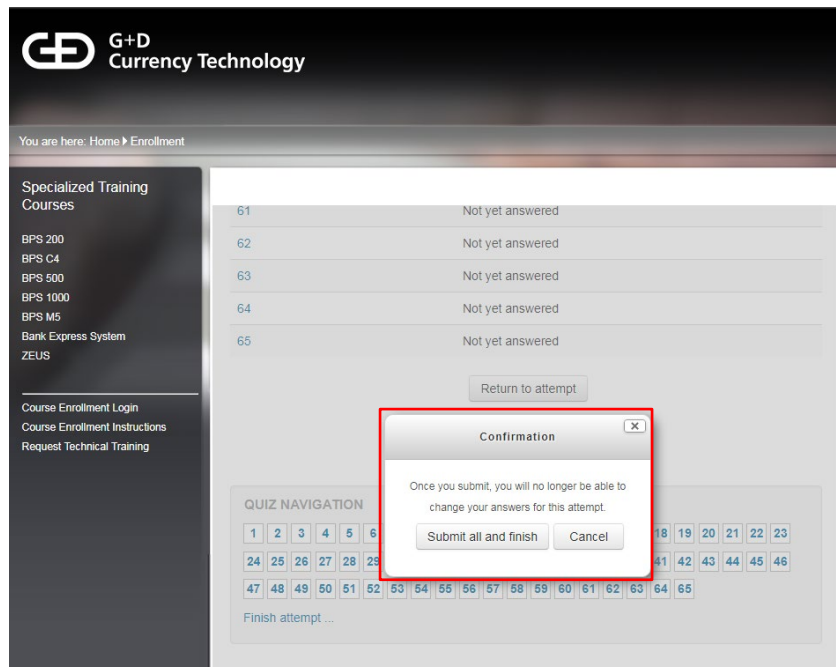 G+D
Currency Technology
You are here: Home Enrollment
Specialized Training
Courses
BPS 200
BPS C4
BPS 500
BPS 1000
BPS M5
Bank Express System
ZEUS
Course Enrollment Login
Course Enrollment Instructions
Request Technical Training
61 Not yet answered
62 Not yet answered
63 Not yet answered
64 Not yet answered
65 Not yet answered
Return to attempt
Confirmation
Once you submit, you will no longer be able to
change your answers for this attempt.
Submit all and finish Cancel
QUIZ NAVIGATION
1 2 3 4 5 6 18 19 20 21 22 23
24 25 26 27 28 29 41 42 43 44 45 46
47 48 49 50 51 52 53 54 55 56 57 58 59 60 61 62 63 64 65
Finish attempt ...